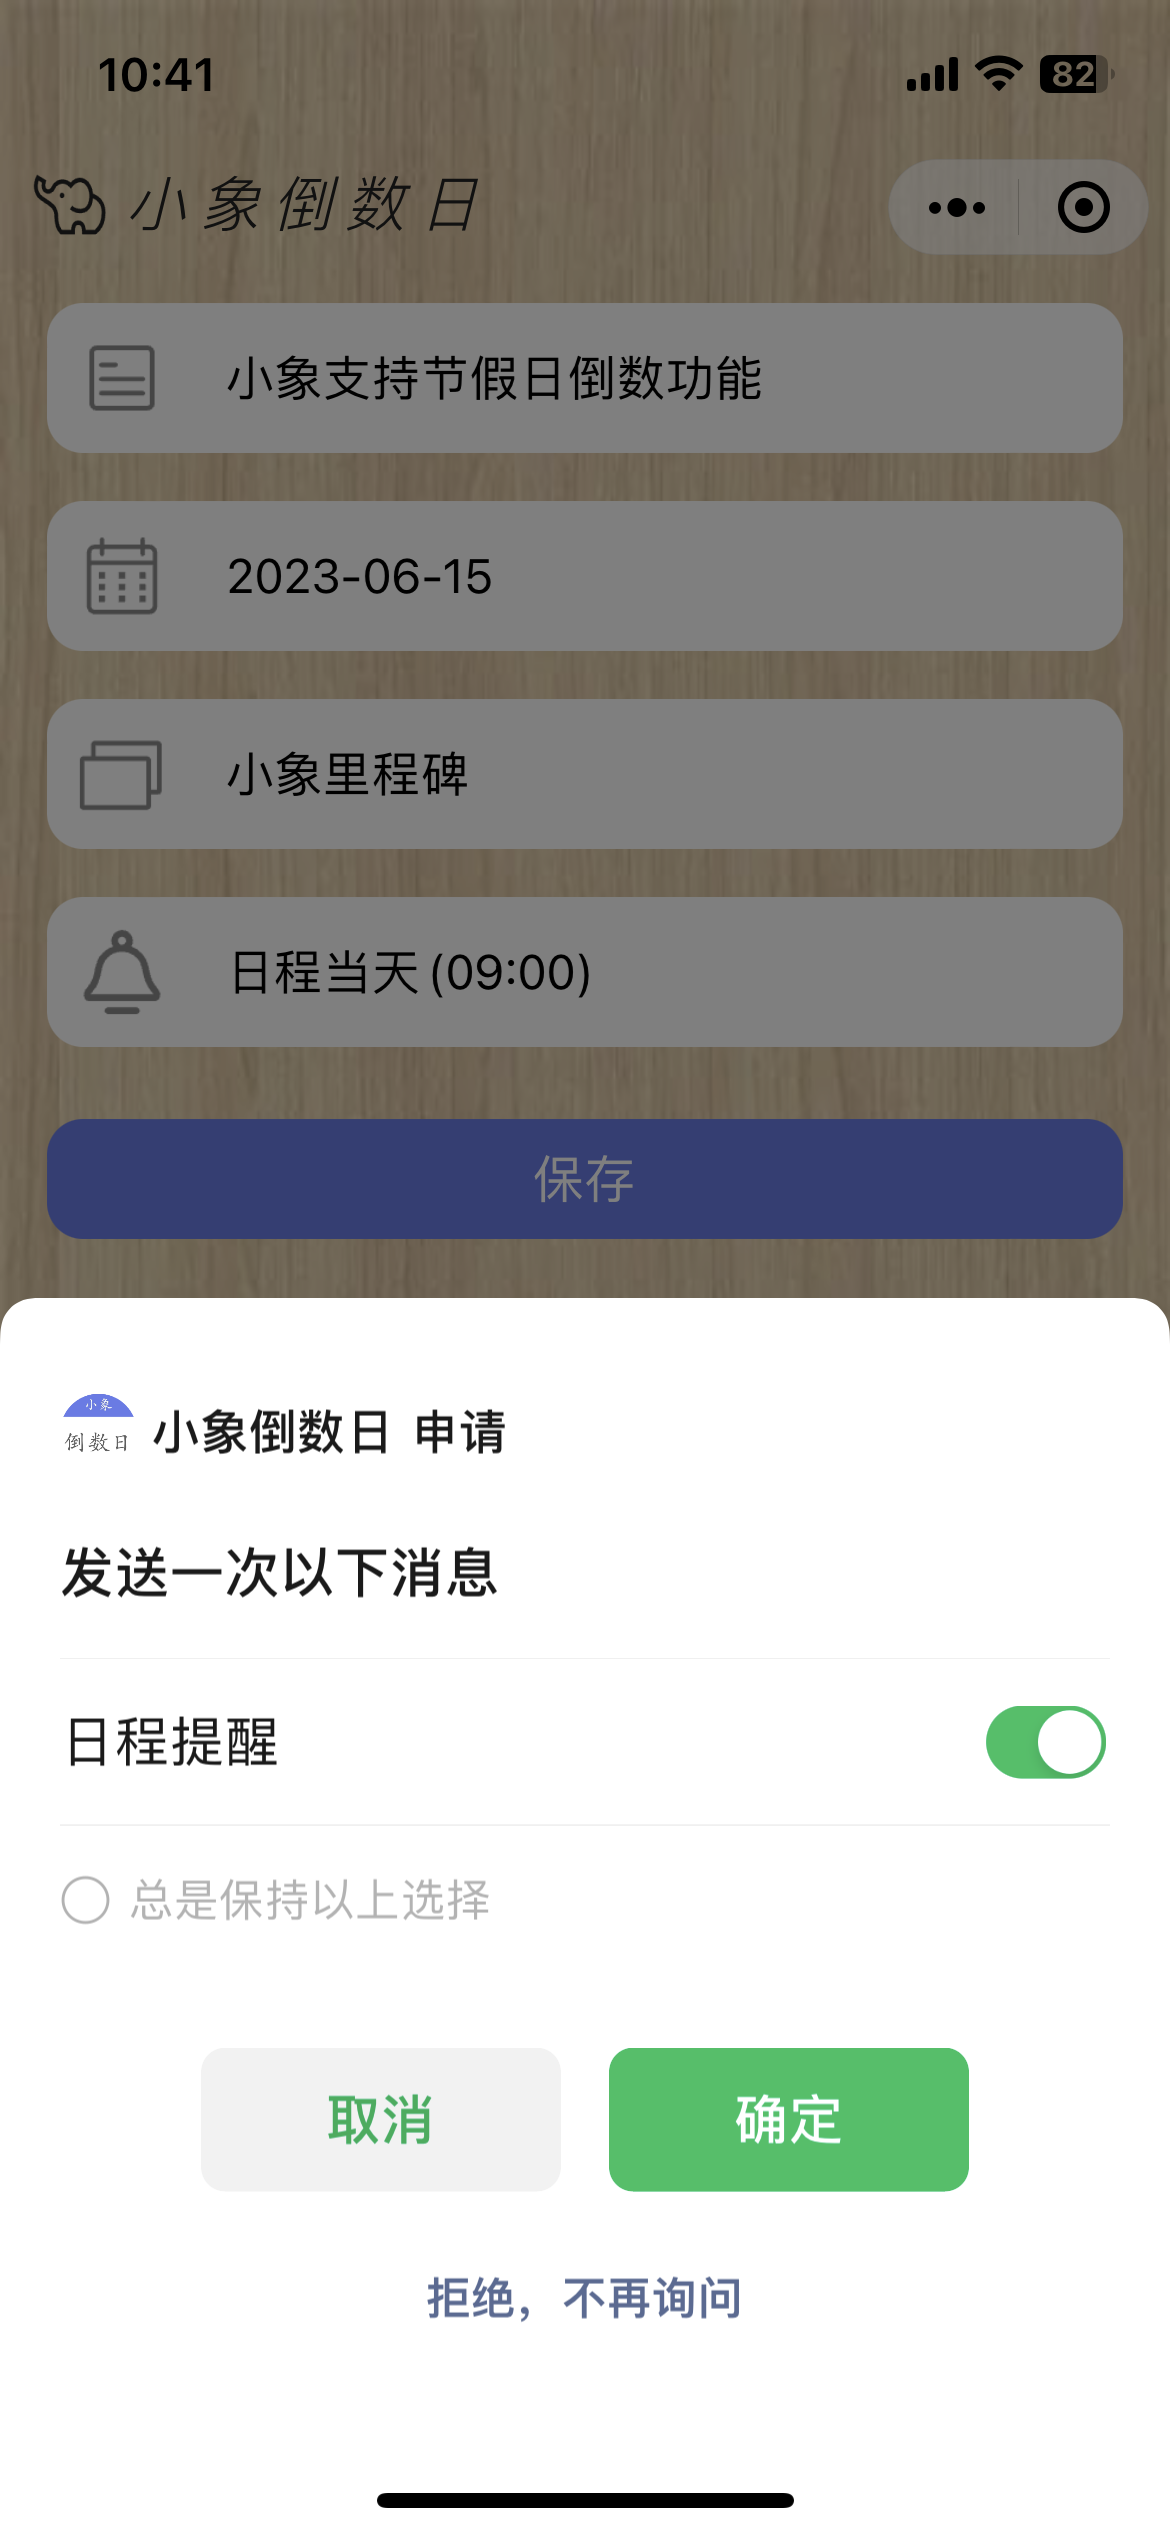 10:41
82
小象倒数日
小象支持节假日倒数功能
2023-06-15
小象里程碑
日程当天(09:00)
保存
小象
倒数日
小象倒数日 申请
发送一次以下消息
日程提醒
总是保持以上选择
取消
确定
拒绝，不再询问